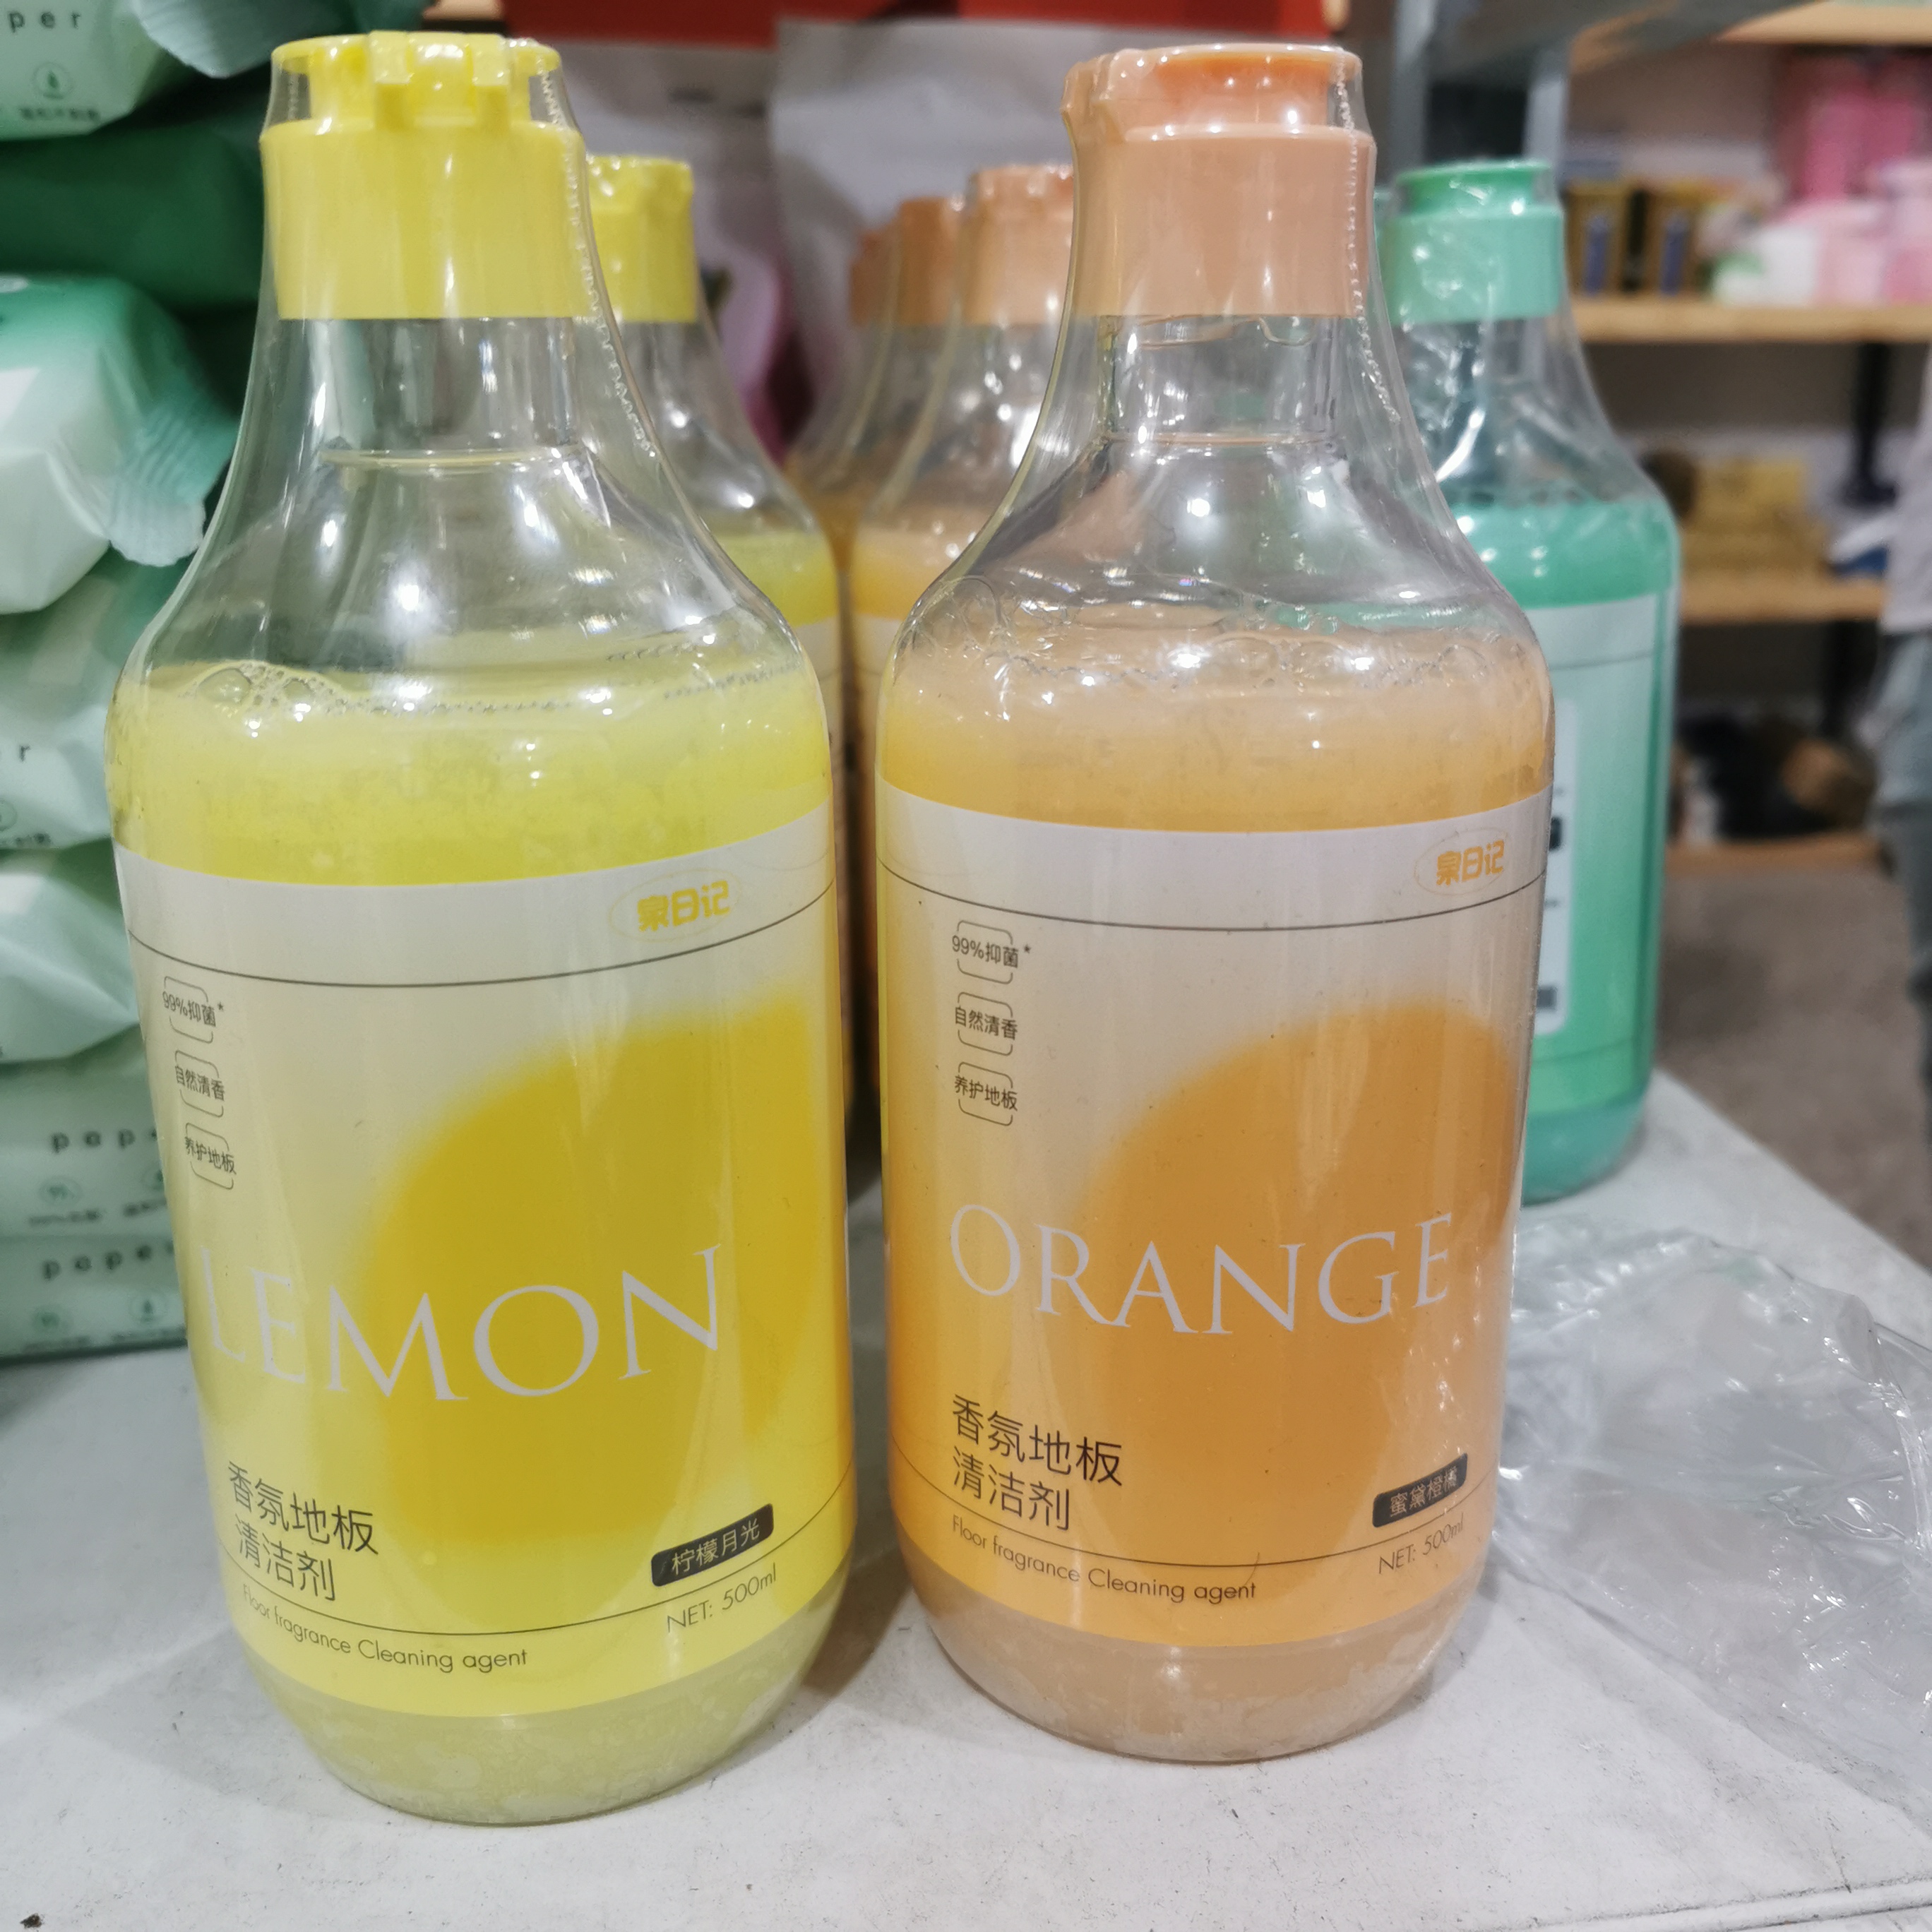 per
泉日记
99%抑菌*
自然清香
养护地板
LEMON
香氛地板
清洁剂
柠檬月光
Floor fragrance Cleaning agent
NET: 500ml
泉日记
99%抑菌*
自然清香
养护地板
ORANGE
香氛地板
清洁剂
蜜黛橙橘
Floor fragrance Cleaning agent
NET: 500ml
r
pap
paper